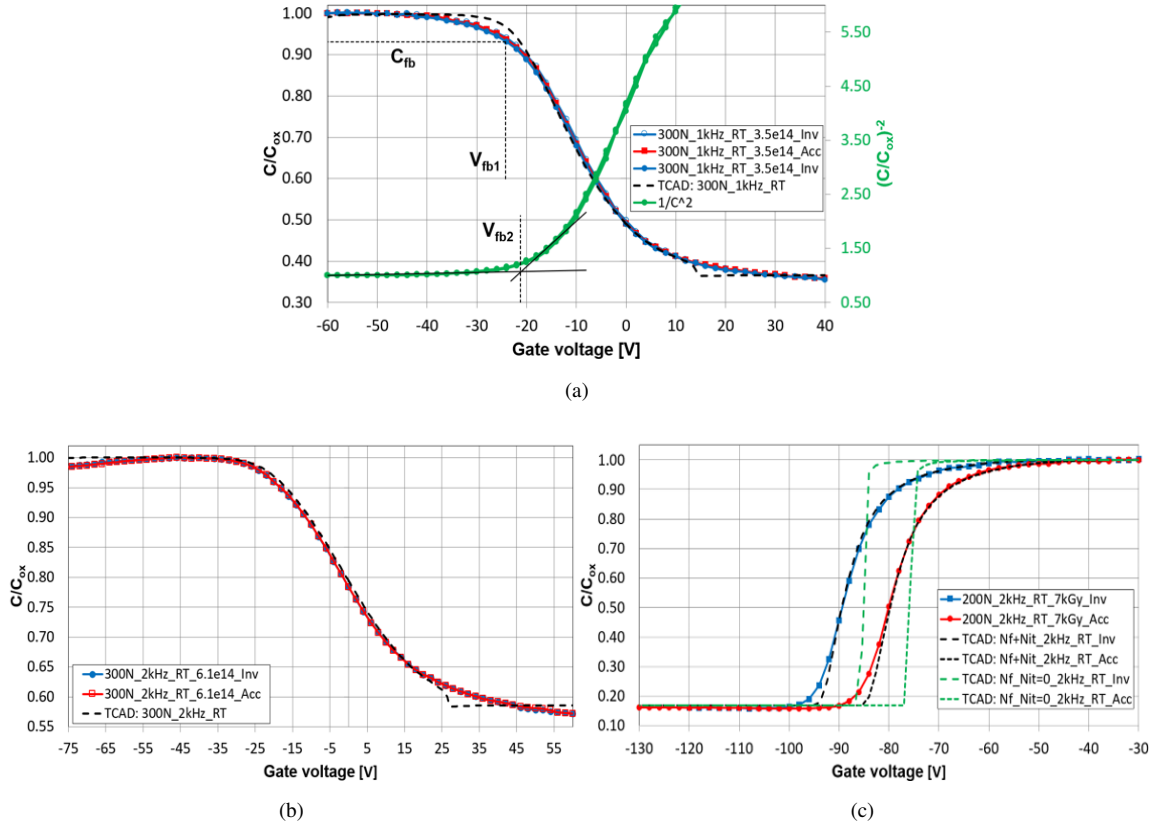 1.00
0.90
0.80
0.70
0.60
0.50
0.40
0.30
C/Cox
Cfb
Vfb1
Vfb2
300N_1kHz_RT_3.5e14_Inv
300N_1kHz_RT_3.5e14_Acc
300N_1kHz_RT_3.5e14_Inv
TCAD: 300N_1kHz_RT
1/C^2
5.50
4.50
3.50
2.50
1.50
0.50
(C/Cox)-2
-60 -50 -40 -30 -20 -10 0 10 20 30 40
Gate voltage [V]
(a)
1.00
0.95
0.90
0.85
0.80
0.75
0.70
0.65
0.60
0.55
C/Cox
300N_2kHz_RT_6.1e14_Inv
300N_2kHz_RT_6.1e14_Acc
TCAD: 300N_2kHz_RT
-75 -65 -55 -45 -35 -25 -15 -5 5 15 25 35 45 55
Gate voltage [V]
(b)
1.00
0.90
0.80
0.70
0.60
0.50
0.40
0.30
0.20
0.10
C/Cox
200N_2kHz_RT_7kGy_Inv
200N_2kHz_RT_7kGy_Acc
TCAD: Nf+Nit_2kHz_RT_Inv
TCAD: Nf+Nit_2kHz_RT_Acc
TCAD: Nf_Nit=0_2kHz_RT_Inv
TCAD: Nf_Nit=0_2kHz_RT_Acc
-130 -120 -110 -100 -90 -80 -70 -60 -50 -40 -30
Gate voltage [V]
(c)